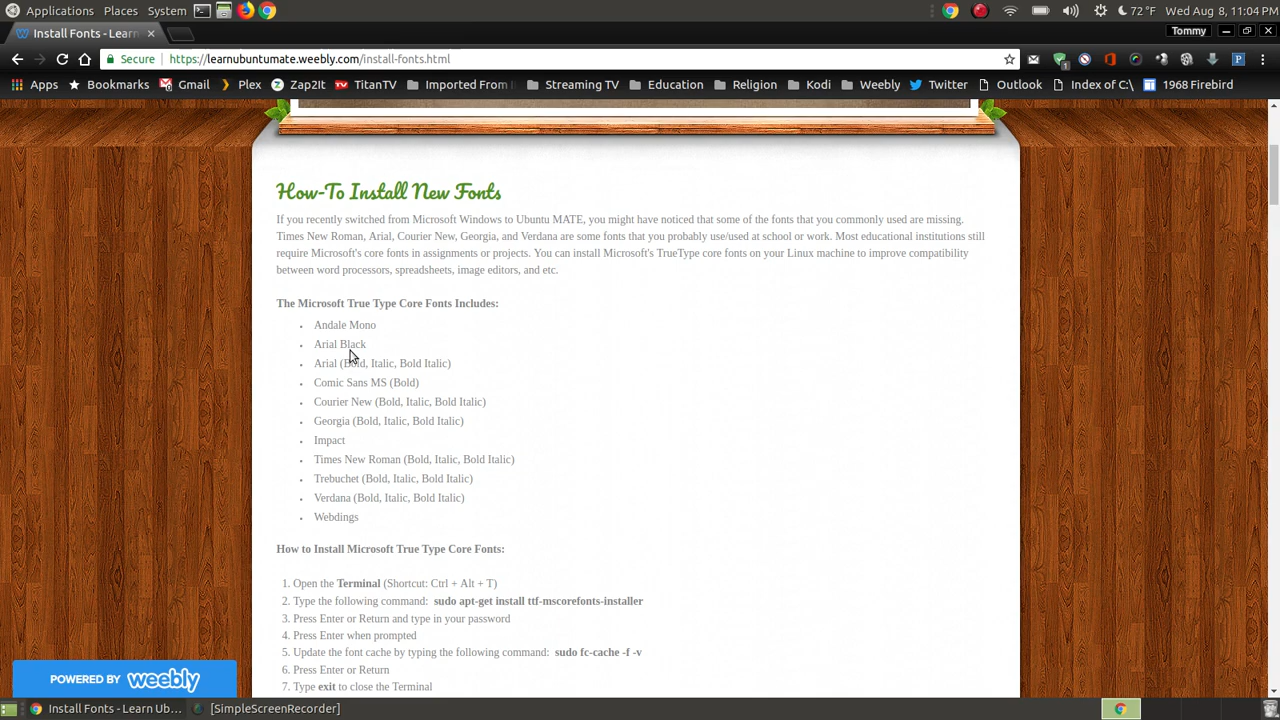 Applications Places System
72 °F Wed Aug 8, 11:04 PM
Install Fonts - Learn
Tommy
Secure https://learnubuntumate.weebly.com/install-fonts.html
1
Apps Bookmarks Gmail Plex Zap2It TitanTV Imported From Streaming TV Education Religion Kodi Weebly Twitter Outlook Index of C:\ 1968 Firebird
How-To Install New Fonts
If you recently switched from Microsoft Windows to Ubuntu MATE, you might have noticed that some of the fonts that you commonly used are missing.
Times New Roman, Arial, Courier New, Georgia, and Verdana are some fonts that you probably use/used at school or work. Most educational institutions still
require Microsoft's core fonts in assignments or projects. You can install Microsoft's TrueType core fonts on your Linux machine to improve compatibility
between word processors, spreadsheets, image editors, and etc.
The Microsoft True Type Core Fonts Includes:
Andale Mono
Arial Black
Arial (Bold, Italic, Bold Italic)
Comic Sans MS (Bold)
Courier New (Bold, Italic, Bold Italic)
Georgia (Bold, Italic, Bold Italic)
Impact
Times New Roman (Bold, Italic, Bold Italic)
Trebuchet (Bold, Italic, Bold Italic)
Verdana (Bold, Italic, Bold Italic)
Webdings
How to Install Microsoft True Type Core Fonts:
1. Open the Terminal (Shortcut: Ctrl + Alt + T)
2. Type the following command: sudo apt-get install ttf-mscorefonts-installer
3. Press Enter or Return and type in your password
4. Press Enter when prompted
5. Update the font cache by typing the following command: sudo fc-cache -f -v
6. Press Enter or Return
7. Type exit to close the Terminal
POWERED BY weebly
Install Fonts - Learn Ub... [SimpleScreenRecorder]